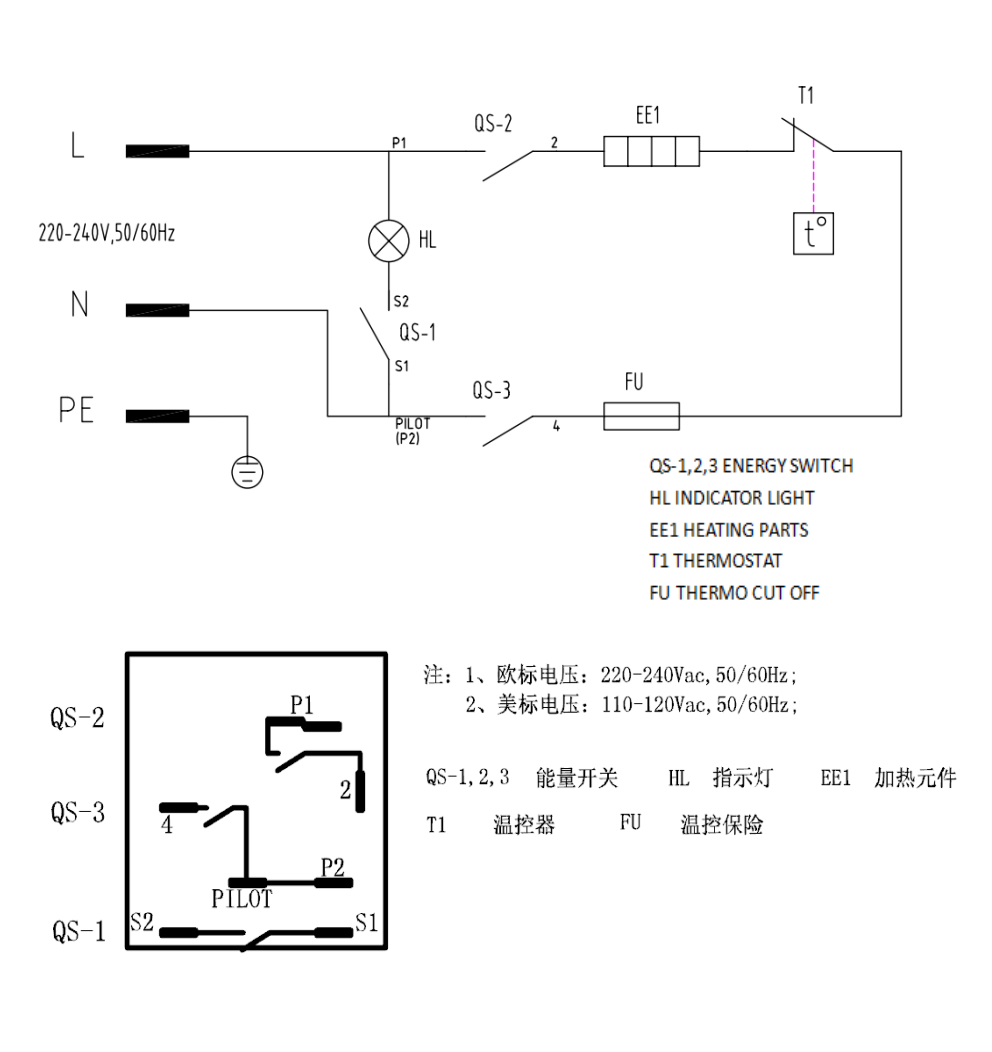 T1
EE1
QS-2
L
P1
2
t°
220-240V,50/60Hz
HL
N
S2
QS-1
S1
FU
QS-3
PE
PILOT
(P2)
4
QS-1,2,3 ENERGY SWITCH
HL INDICATOR LIGHT
EE1 HEATING PARTS
T1 THERMOSTAT
FU THERMO CUT OFF
注：1、欧标电压：220-240Vac,50/60Hz;
2、美标电压：110-120Vac,50/60Hz;
QS-2
P1
2
QS-3
4
P2
PILOT
QS-1
S2
S1
QS-1,2,3 能量开关 HL 指示灯 EE1 加热元件
T1 温控器 FU 温控保险